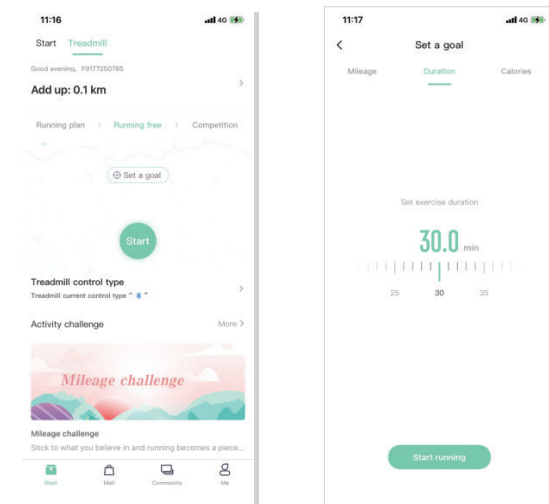 11:16
4G
Start Treadmill
Good evening, F9177250765
Add up: 0.1 km
Running plan Running free Competition
Set a goal
Start
Treadmill control type
Treadmill current control type " "
Activity challenge More
Mileage challenge
Mileage challenge
Stick to what you believe in and running becomes a piece...
Start Mall Community Me
11:17
4G
Set a goal
Mileage Duration Calories
Set exercise duration
30.0 min
25 30 35
Start running